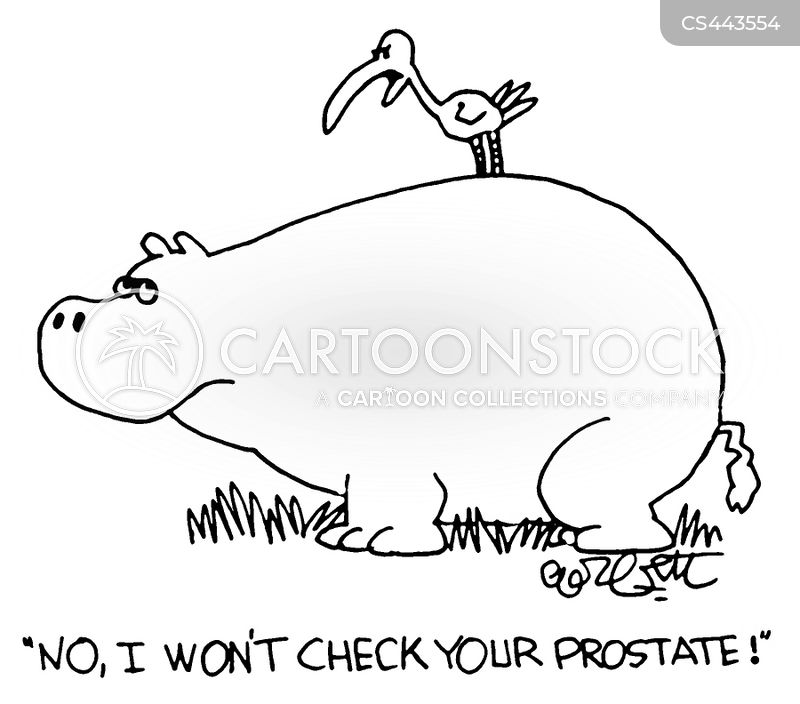 CS443554
CARTOONSTOCK
A CARTOON COLLECTIONS COMPANY
"NO, I WON'T CHECK YOUR PROSTATE!"